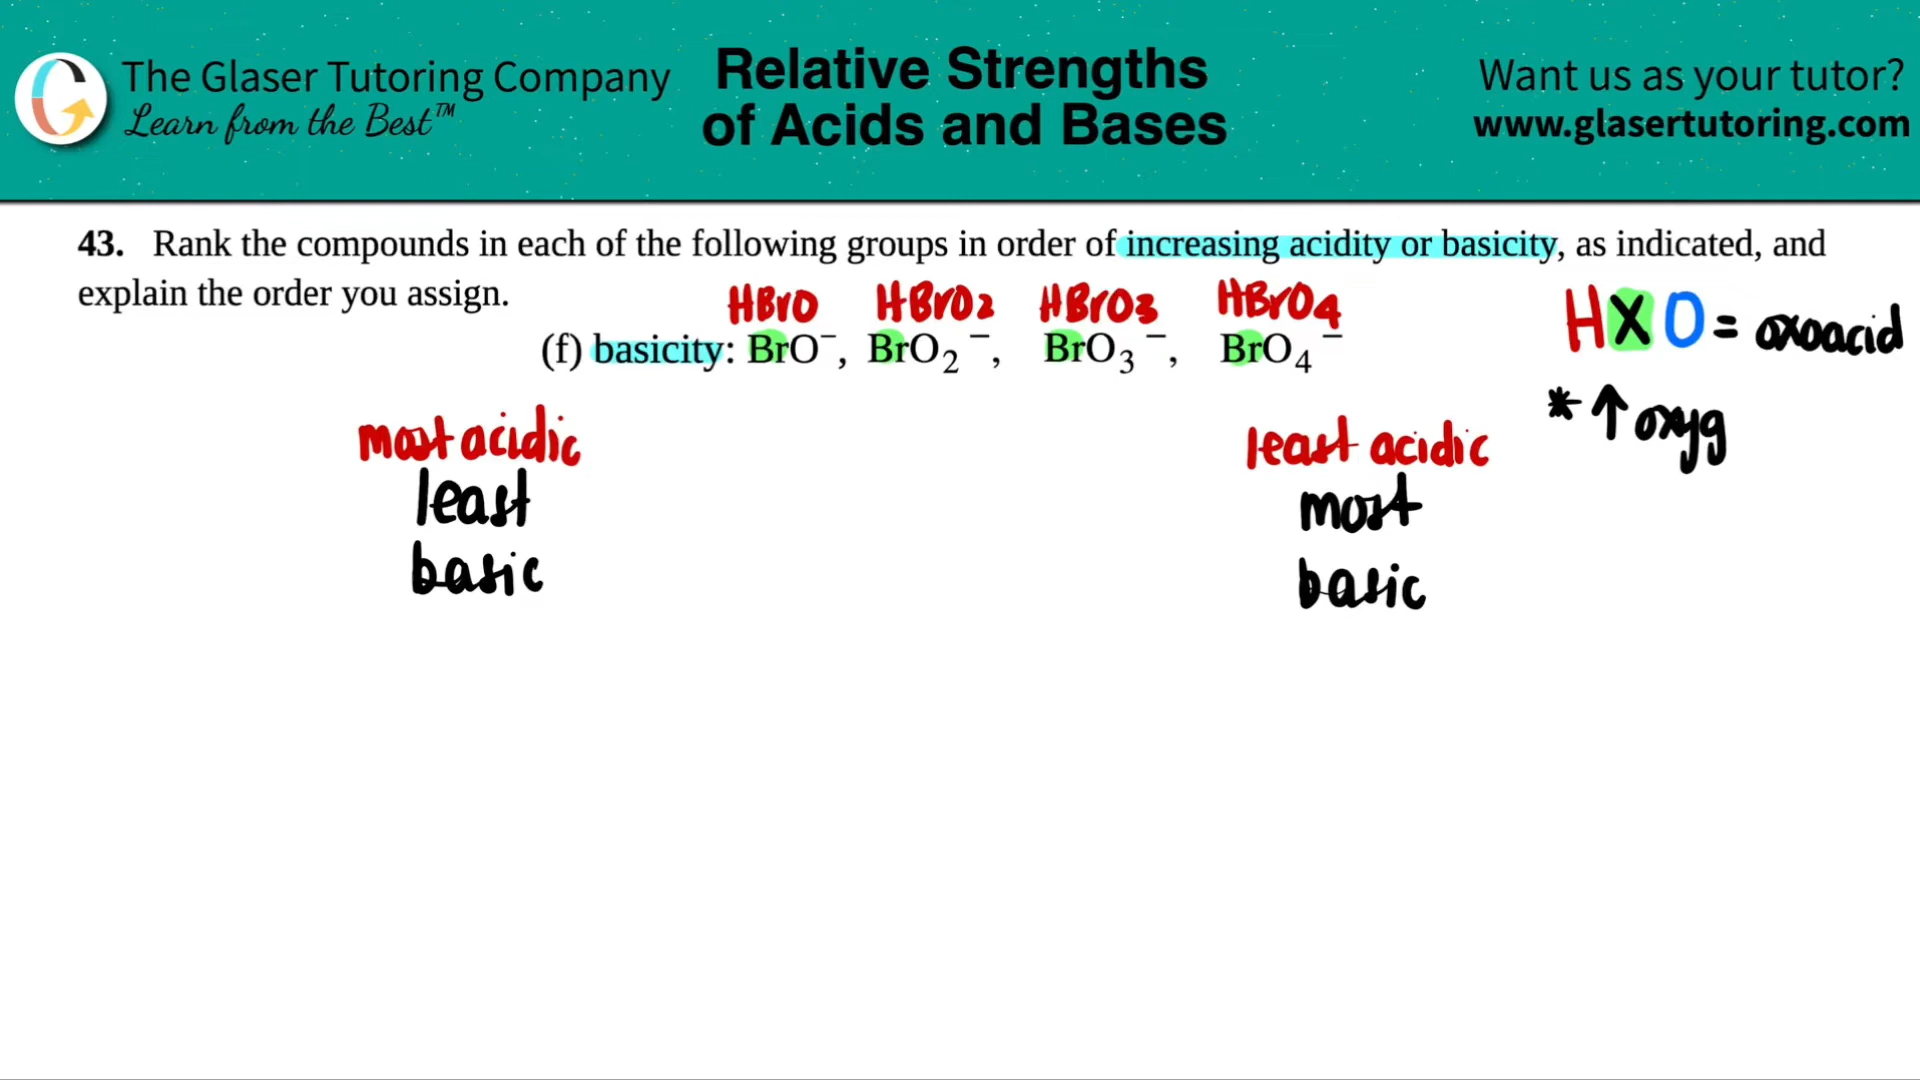 The Glaser Tutoring Company
Learn from the Best™
Relative Strengths
of Acids and Bases
Want us as your tutor?
www.glasertutoring.com
43. Rank the compounds in each of the following groups in order of increasing acidity or basicity, as indicated, and
explain the order you assign.
HBrO HBrO2 HBrO3 HBrO4
(f) basicity: BrO⁻, BrO₂⁻, BrO₃⁻, BrO₄⁻
HXO = oxoacid
* ↑ oxyg
most acidic
least
basic
least acidic
most
basic